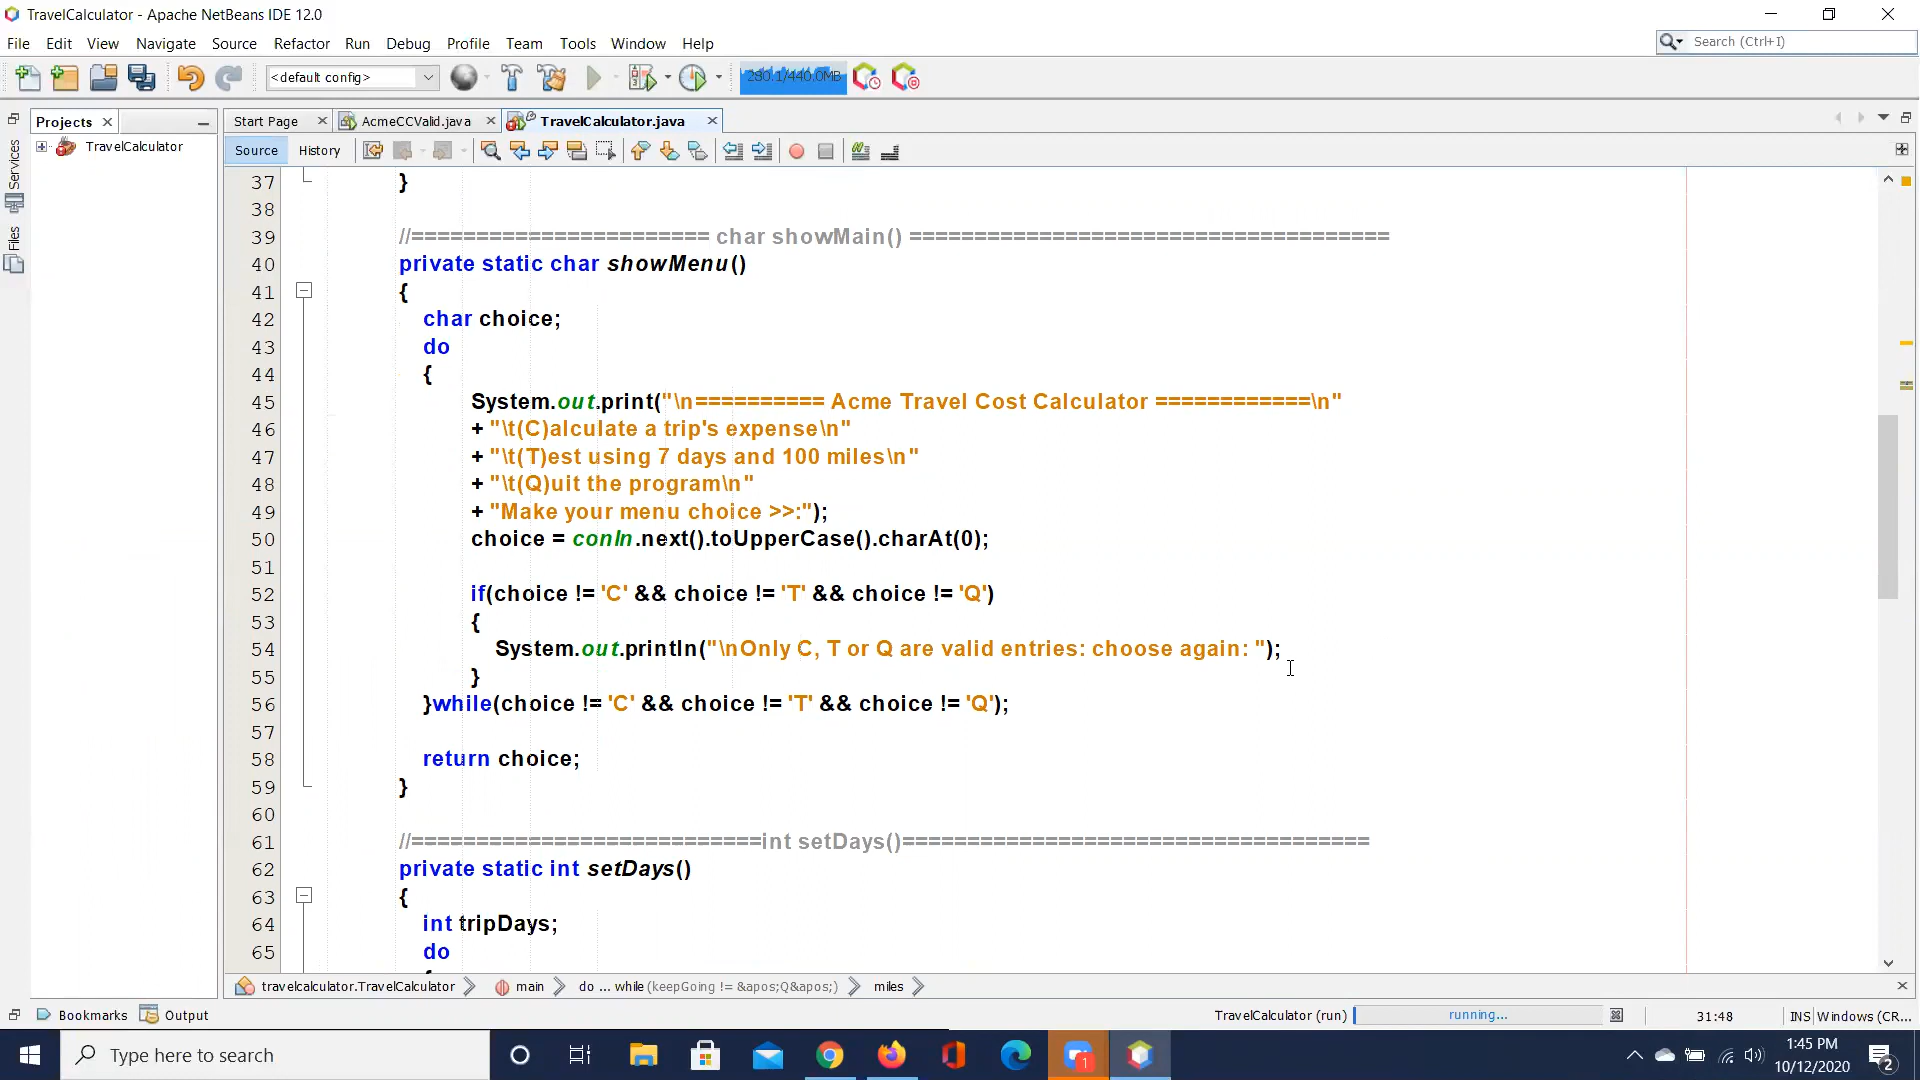 TravelCalculator - Apache NetBeans IDE 12.0
File Edit View Navigate Source Refactor Run Debug Profile Team Tools Window Help
Search (Ctrl+I)
<default config>
280.1/440.0MB
Projects
Start Page
AcmeCCValid.java
TravelCalculator.java
TravelCalculator
Services
Files
Source
History
37 }
38
39 //======================= char showMain() =====================================
40 private static char showMenu()
41 {
42 char choice;
43 do
44 {
45 System.out.print("\n========== Acme Travel Cost Calculator ============\n"
46 + "\t(C)alculate a trip's expense\n"
47 + "\t(T)est using 7 days and 100 miles\n"
48 + "\t(Q)uit the program\n"
49 + "Make your menu choice >>:");
50 choice = conIn.next().toUpperCase().charAt(0);
51
52 if(choice != 'C' && choice != 'T' && choice != 'Q')
53 {
54 System.out.println("\nOnly C, T or Q are valid entries: choose again: ");
55 }
56 }while(choice != 'C' && choice != 'T' && choice != 'Q');
57
58 return choice;
59 }
60
61 //===========================int setDays()====================================
62 private static int setDays()
63 {
64 int tripDays;
65 do
travelcalculator.TravelCalculator
main
do ... while (keepGoing != &apos;Q&apos;)
miles
Bookmarks
Output
TravelCalculator (run)
running...
31:48
INS
Windows (CR...
Type here to search
1
1:45 PM
10/12/2020
2